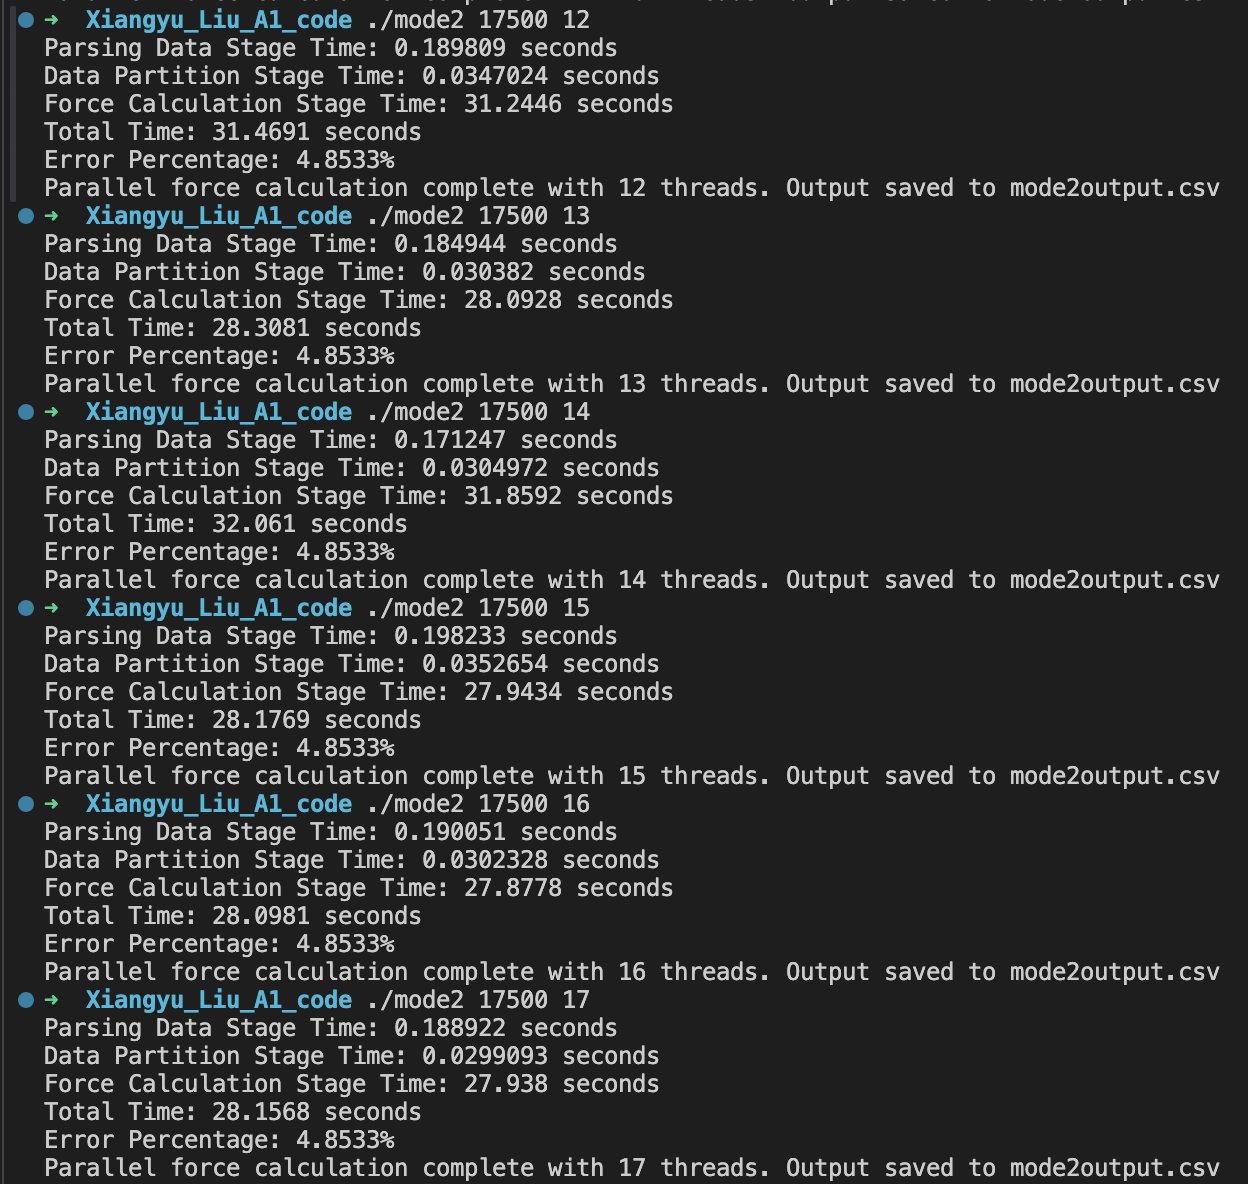 ➜ Xiangyu_Liu_A1_code ./mode2 17500 12
Parsing Data Stage Time: 0.189809 seconds
Data Partition Stage Time: 0.0347024 seconds
Force Calculation Stage Time: 31.2446 seconds
Total Time: 31.4691 seconds
Error Percentage: 4.8533%
Parallel force calculation complete with 12 threads. Output saved to mode2output.csv
➜ Xiangyu_Liu_A1_code ./mode2 17500 13
Parsing Data Stage Time: 0.184944 seconds
Data Partition Stage Time: 0.030382 seconds
Force Calculation Stage Time: 28.0928 seconds
Total Time: 28.3081 seconds
Error Percentage: 4.8533%
Parallel force calculation complete with 13 threads. Output saved to mode2output.csv
➜ Xiangyu_Liu_A1_code ./mode2 17500 14
Parsing Data Stage Time: 0.171247 seconds
Data Partition Stage Time: 0.0304972 seconds
Force Calculation Stage Time: 31.8592 seconds
Total Time: 32.061 seconds
Error Percentage: 4.8533%
Parallel force calculation complete with 14 threads. Output saved to mode2output.csv
➜ Xiangyu_Liu_A1_code ./mode2 17500 15
Parsing Data Stage Time: 0.198233 seconds
Data Partition Stage Time: 0.0352654 seconds
Force Calculation Stage Time: 27.9434 seconds
Total Time: 28.1769 seconds
Error Percentage: 4.8533%
Parallel force calculation complete with 15 threads. Output saved to mode2output.csv
➜ Xiangyu_Liu_A1_code ./mode2 17500 16
Parsing Data Stage Time: 0.190051 seconds
Data Partition Stage Time: 0.0302328 seconds
Force Calculation Stage Time: 27.8778 seconds
Total Time: 28.0981 seconds
Error Percentage: 4.8533%
Parallel force calculation complete with 16 threads. Output saved to mode2output.csv
➜ Xiangyu_Liu_A1_code ./mode2 17500 17
Parsing Data Stage Time: 0.188922 seconds
Data Partition Stage Time: 0.0299093 seconds
Force Calculation Stage Time: 27.938 seconds
Total Time: 28.1568 seconds
Error Percentage: 4.8533%
Parallel force calculation complete with 17 threads. Output saved to mode2output.csv